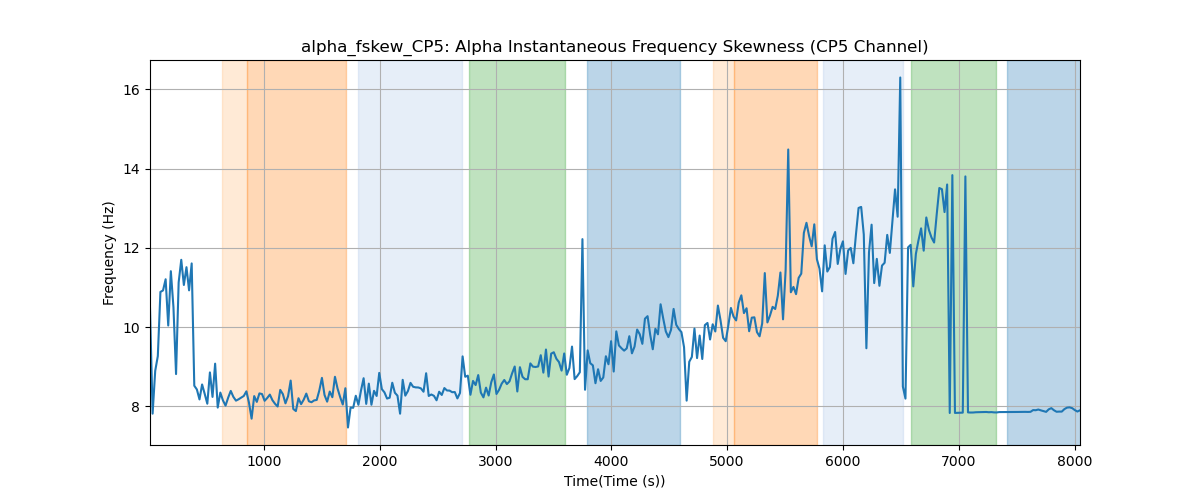 alpha_fskew_CP5: Alpha Instantaneous Frequency Skewness (CP5 Channel)
Frequency (Hz)
16
14
12
10
8
1000 2000 3000 4000 5000 6000 7000 8000
Time(Time (s))